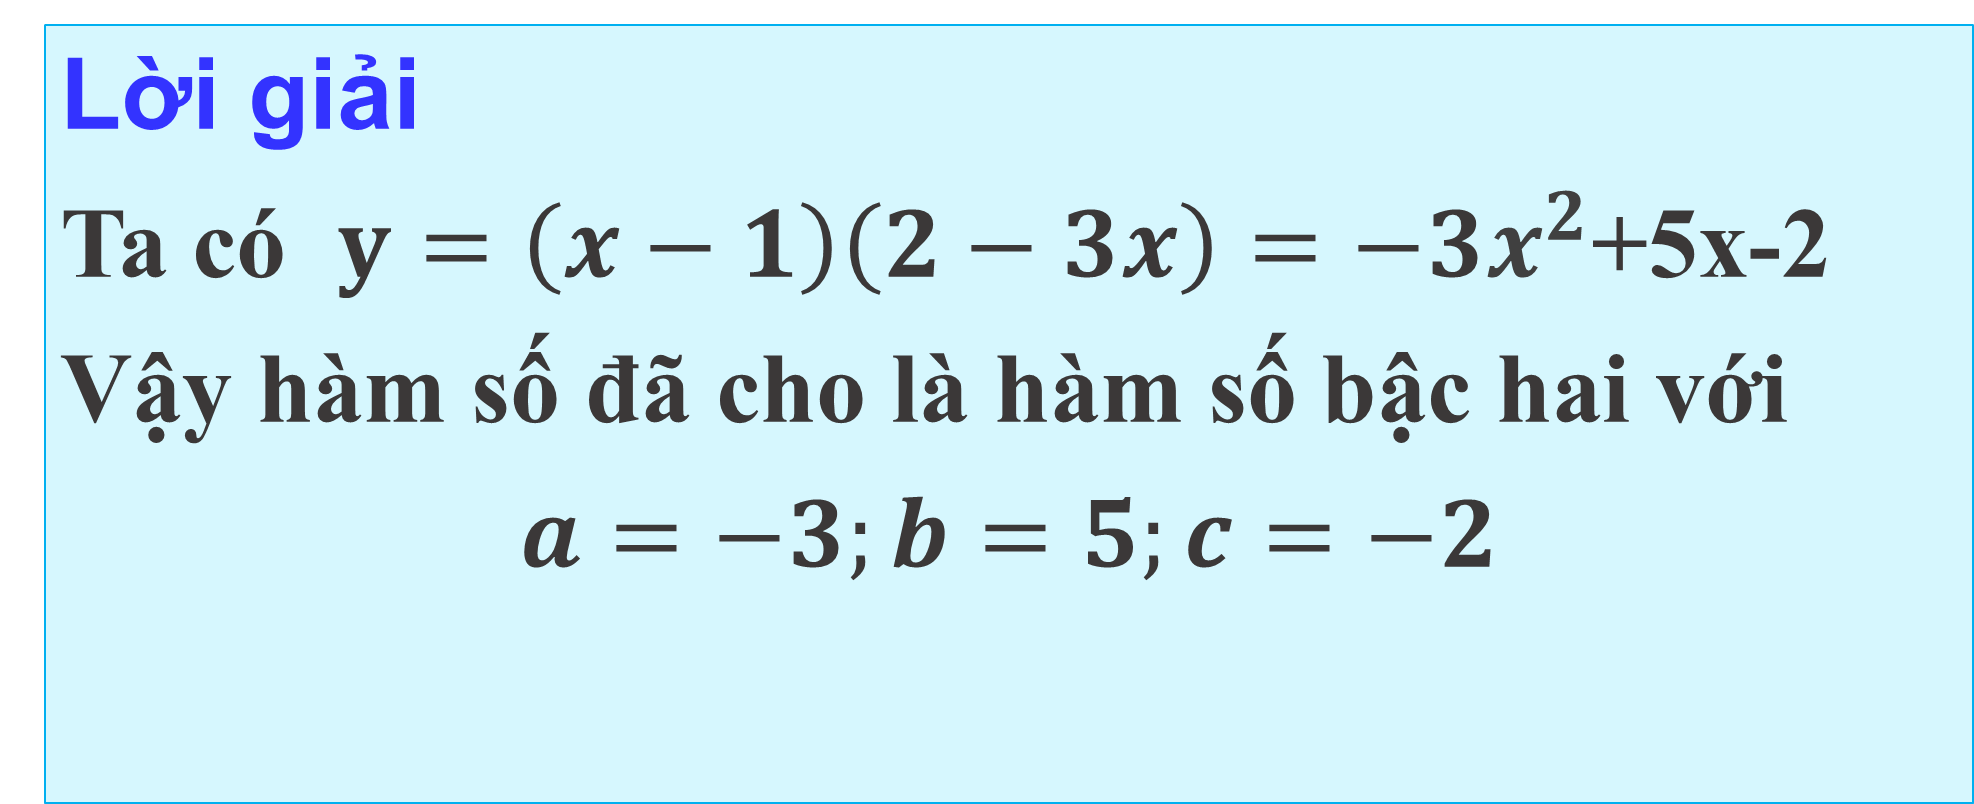 Lời giải
Ta có y = (x − 1)(2 − 3x) = −3x²+5x-2
Vậy hàm số đã cho là hàm số bậc hai với
a = −3; b = 5; c = −2